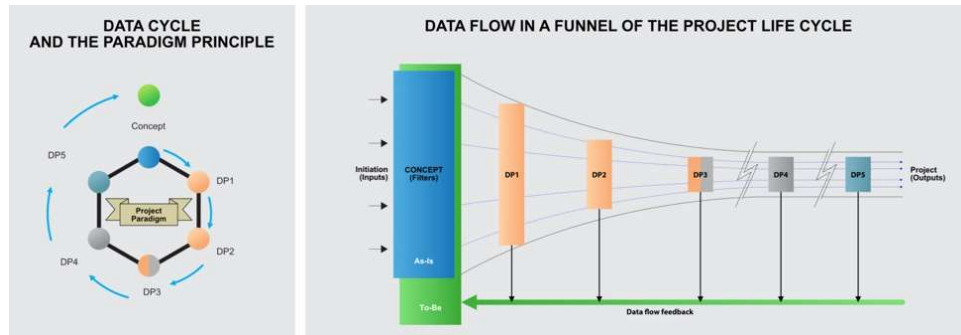 DATA CYCLE
AND THE PARADIGM PRINCIPLE
Concept
DP5
DP1
Project
Paradigm
DP2
DP4
DP3
DATA FLOW IN A FUNNEL OF THE PROJECT LIFE CYCLE
Initiation
(Inputs)
CONCEPT
(Filters)
DP1
DP2
DP3
DP4
DP5
Project
(Outputs)
As-Is
To-Be
Data flow feedback